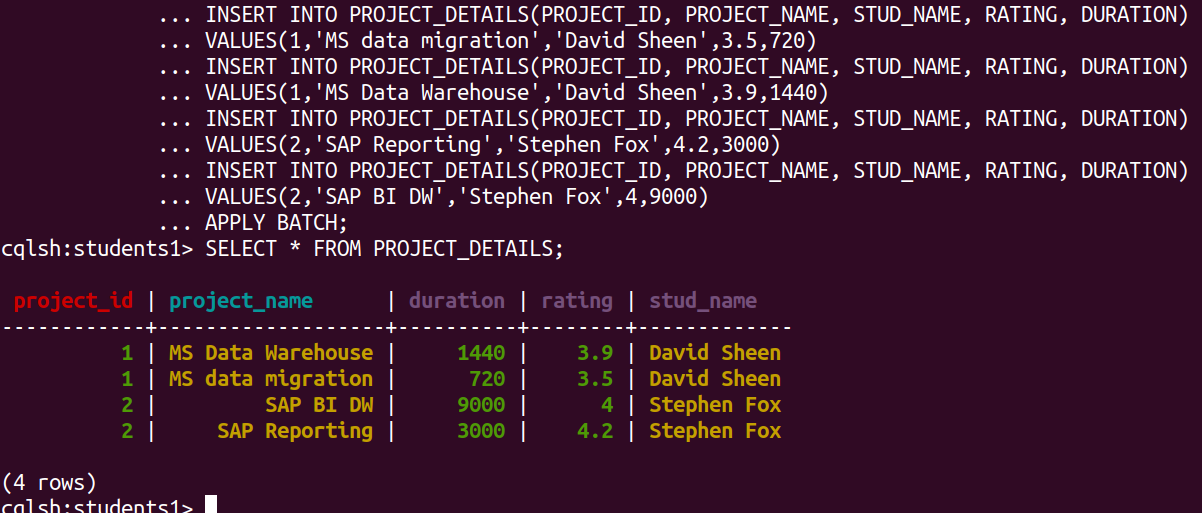 ... INSERT INTO PROJECT_DETAILS(PROJECT_ID, PROJECT_NAME, STUD_NAME, RATING, DURATION)
... VALUES(1,'MS data migration','David Sheen',3.5,720)
... INSERT INTO PROJECT_DETAILS(PROJECT_ID, PROJECT_NAME, STUD_NAME, RATING, DURATION)
... VALUES(1,'MS Data Warehouse','David Sheen',3.9,1440)
... INSERT INTO PROJECT_DETAILS(PROJECT_ID, PROJECT_NAME, STUD_NAME, RATING, DURATION)
... VALUES(2,'SAP Reporting','Stephen Fox',4.2,3000)
... INSERT INTO PROJECT_DETAILS(PROJECT_ID, PROJECT_NAME, STUD_NAME, RATING, DURATION)
... VALUES(2,'SAP BI DW','Stephen Fox',4,9000)
... APPLY BATCH;
cqlsh:students1> SELECT * FROM PROJECT_DETAILS;
project_id | project_name      | duration | rating | stud_name
------------+-------------------+----------+--------+-------------
          1 | MS Data Warehouse |     1440 |    3.9 | David Sheen
          1 | MS data migration |      720 |    3.5 | David Sheen
          2 |         SAP BI DW |     9000 |      4 | Stephen Fox
          2 |     SAP Reporting |     3000 |    4.2 | Stephen Fox
(4 rows)
cqlsh:students1>